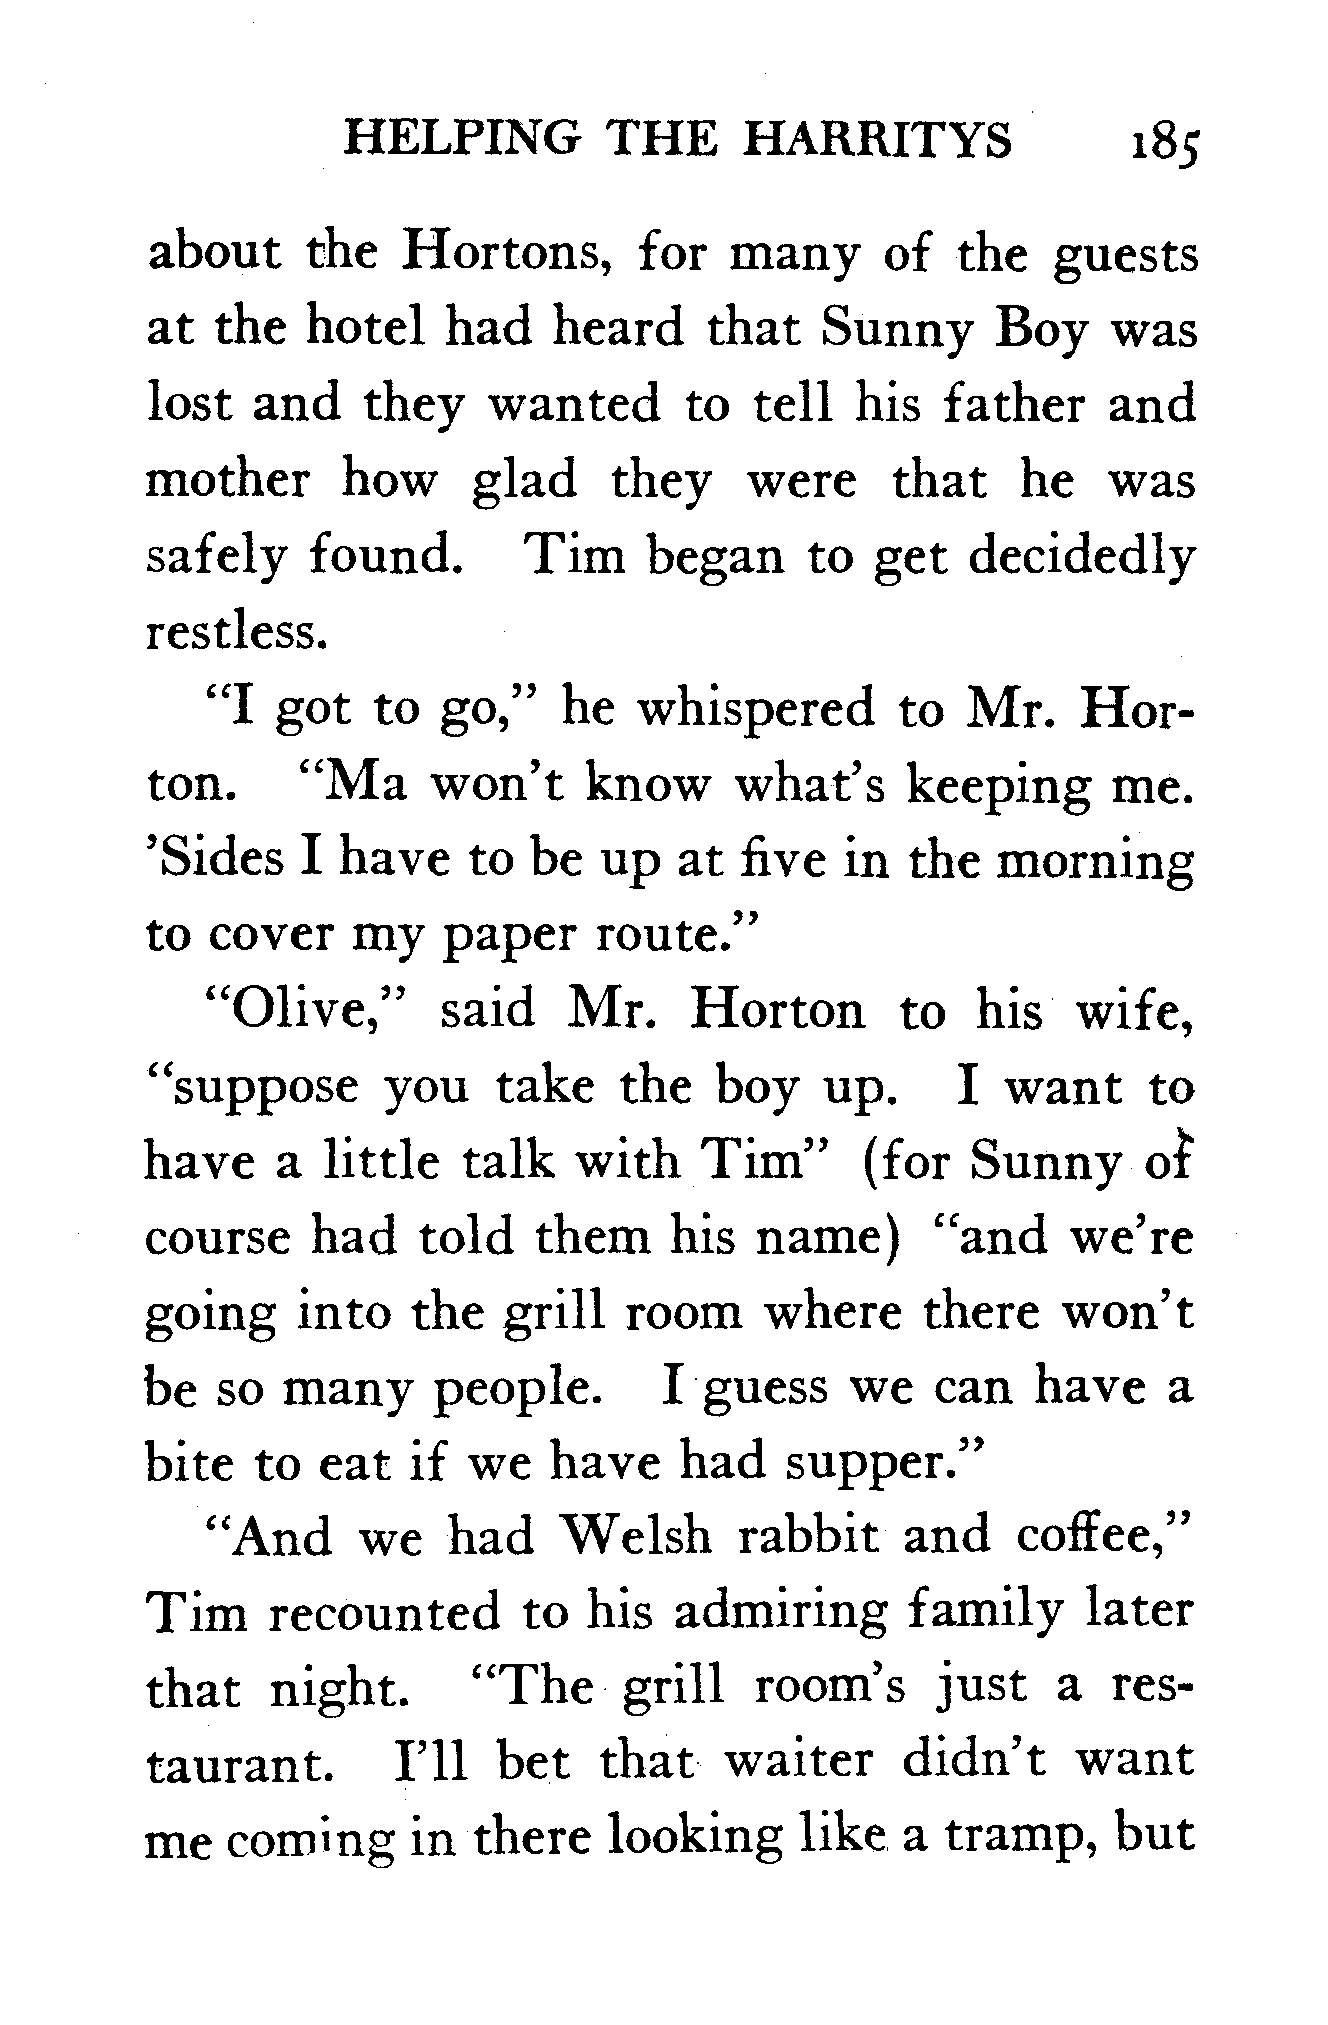 HELPING THE HARRITYS 185
about the Hortons, for many of the guests
at the hotel had heard that Sunny Boy was
lost and they wanted to tell his father and
mother how glad they were that he was
safely found. Tim began to get decidedly
restless.
“I got to go,” he whispered to Mr. Hor-
ton. “Ma won’t know what’s keeping me.
’Sides I have to be up at five in the morning
to cover my paper route.”
“Olive,” said Mr. Horton to his wife,
“suppose you take the boy up. I want to
have a little talk with Tim” (for Sunny of
course had told them his name) “and we’re
going into the grill room where there won’t
be so many people. I guess we can have a
bite to eat if we have had supper.”
“And we had Welsh rabbit and coffee,”
Tim recounted to his admiring family later
that night. “The grill room’s just a res-
taurant. I’ll bet that waiter didn’t want
me coming in there looking like a tramp, but